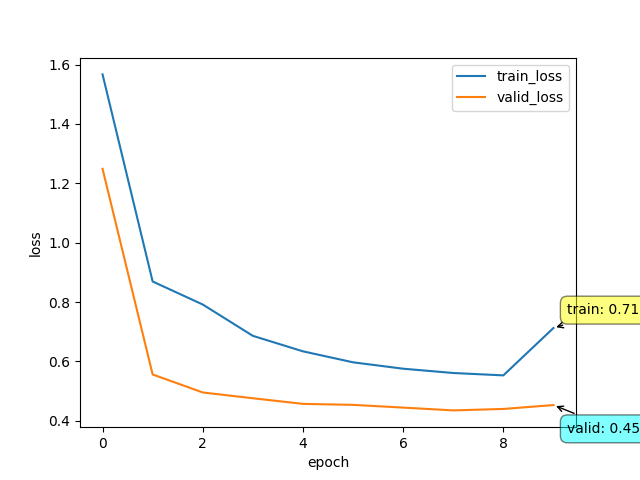 1.6
1.4
1.2
1.0
0.8
0.6
0.4
loss
train_loss
valid_loss
train: 0.71
valid: 0.45
0 2 4 6 8
epoch